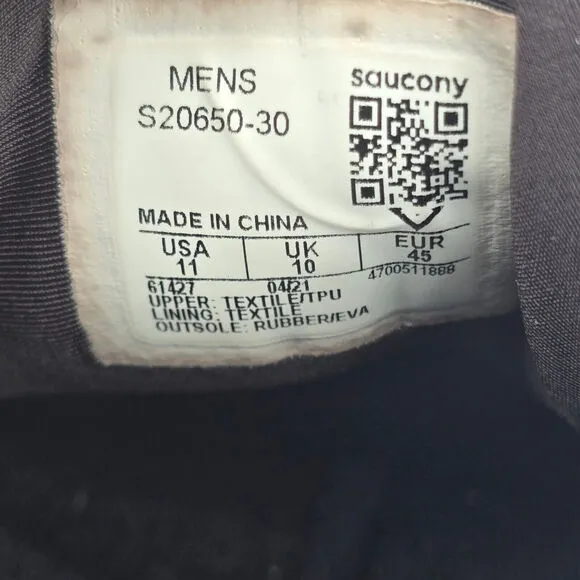 MENS
S20650-30
saucony
MADE IN CHINA
USA UK EUR
11 10 45
61427 04/21 4700511888
UPPER: TEXTILE/TPU
LINING: TEXTILE
OUTSOLE: RUBBER/EVA